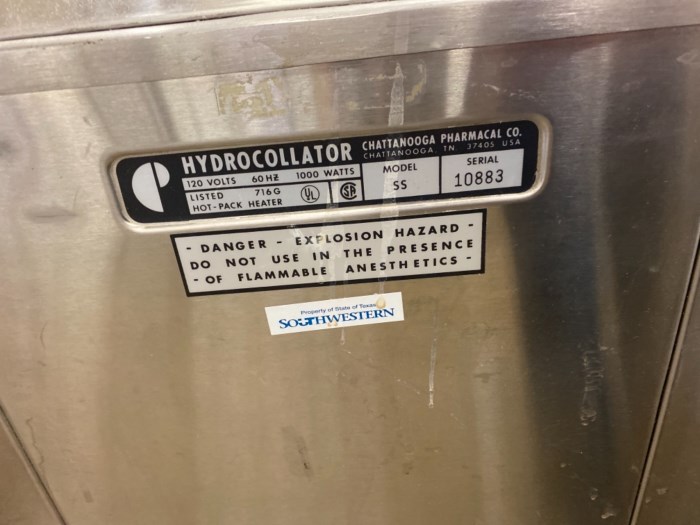 HYDROCOLLATOR
CHATTANOOGA PHARMACAL CO.
CHATTANOOGA, TN 37405 USA
120 VOLTS 60 HZ 1000 WATTS
LISTED 716G
HOT-PACK HEATER
UL
SA
MODEL
SS
SERIAL
10883
- DANGER - EXPLOSION HAZARD -
DO NOT USE IN THE PRESENCE
- OF FLAMMABLE ANESTHETICS -
Property of State of Texas
SOUTHWESTERN